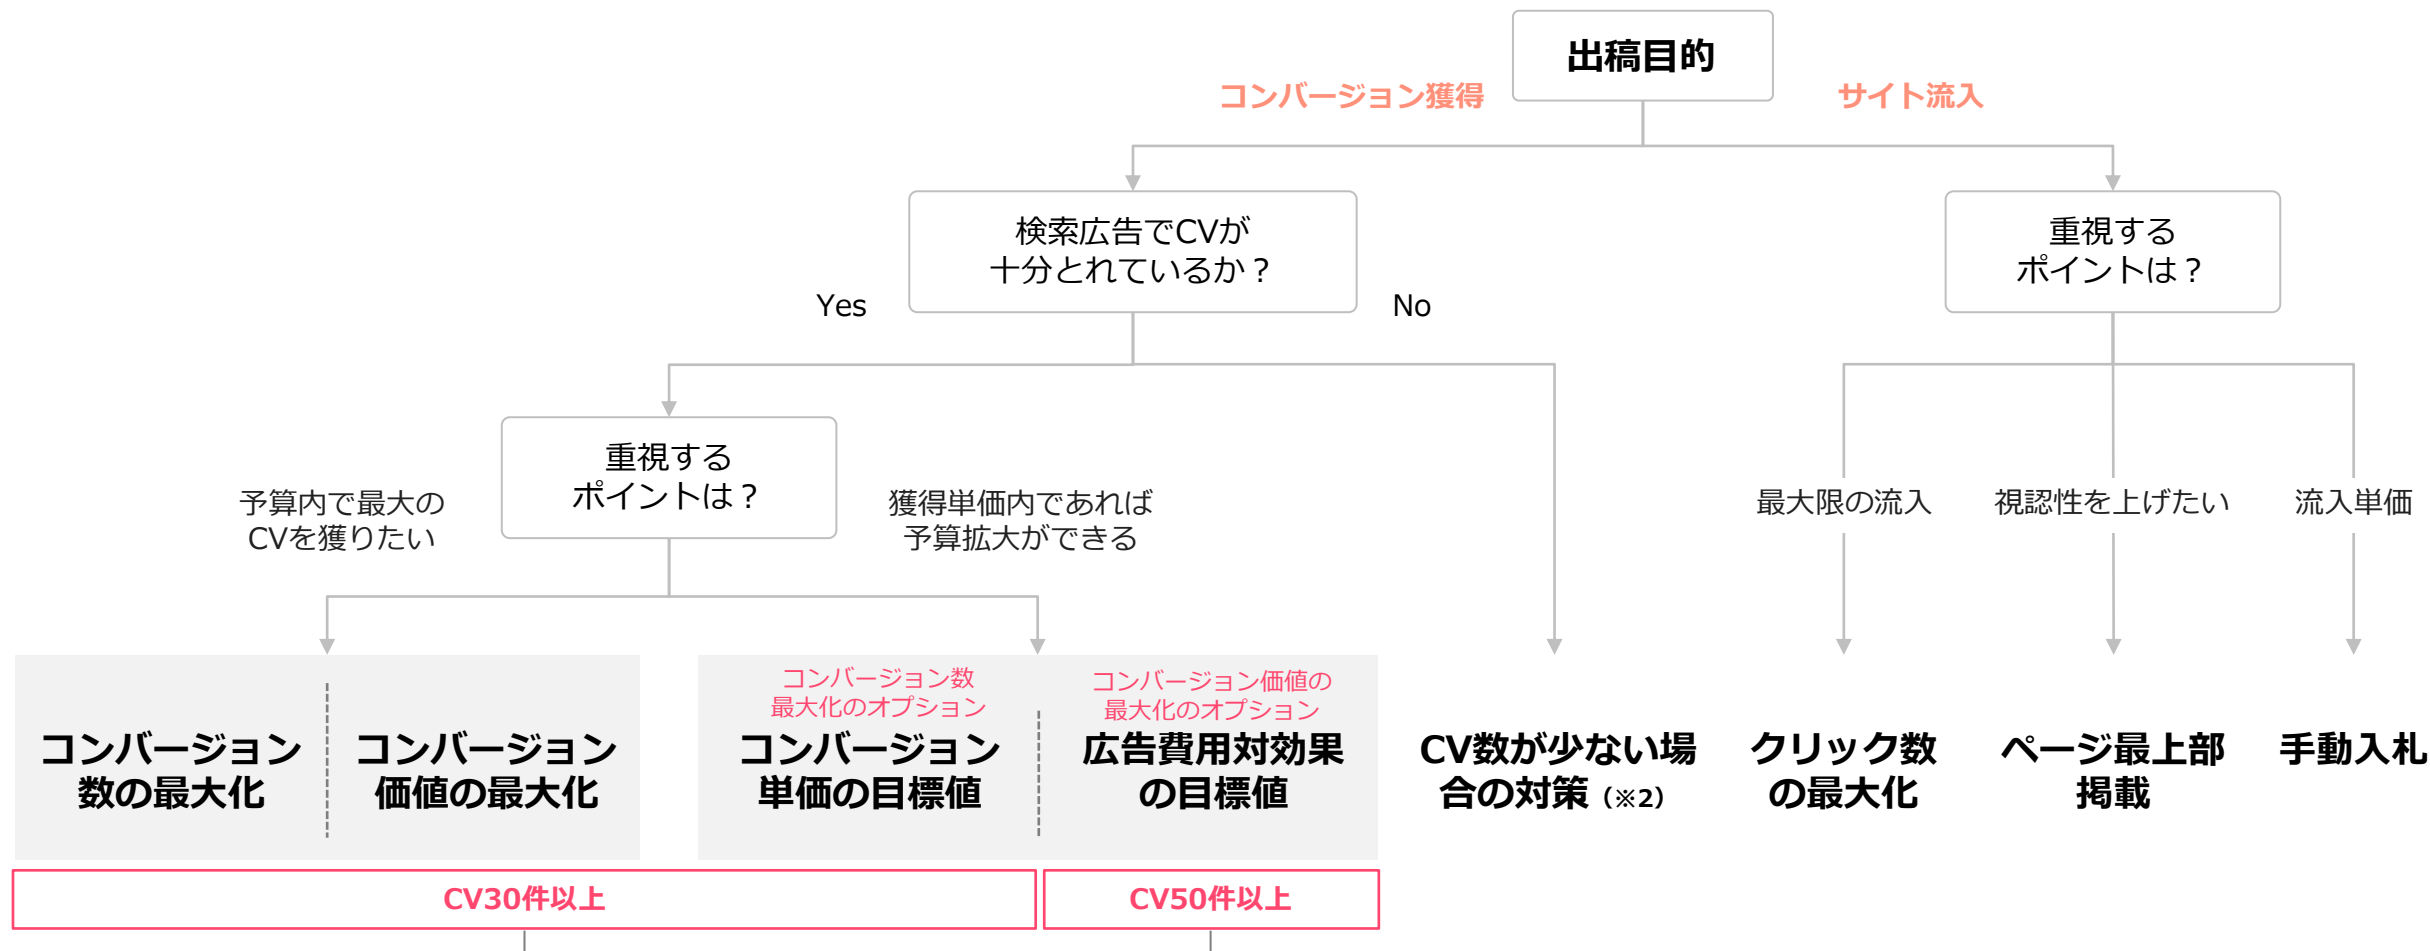 出稿目的
コンバージョン獲得
サイト流入
検索広告でCVが
十分とれているか？
重視する
ポイントは？
Yes
No
重視する
ポイントは？
予算内で最大の
CVを獲りたい
獲得単価内であれば
予算拡大ができる
最大限の流入
視認性を上げたい
流入単価
コンバージョン
数の最大化
コンバージョン
価値の最大化
コンバージョン数
最大化のオプション
コンバージョン
単価の目標値
コンバージョン価値の
最大化のオプション
広告費用対効果
の目標値
CV数が少ない場
合の対策（※2）
クリック数
の最大化
ページ最上部
掲載
手動入札
CV30件以上
CV50件以上